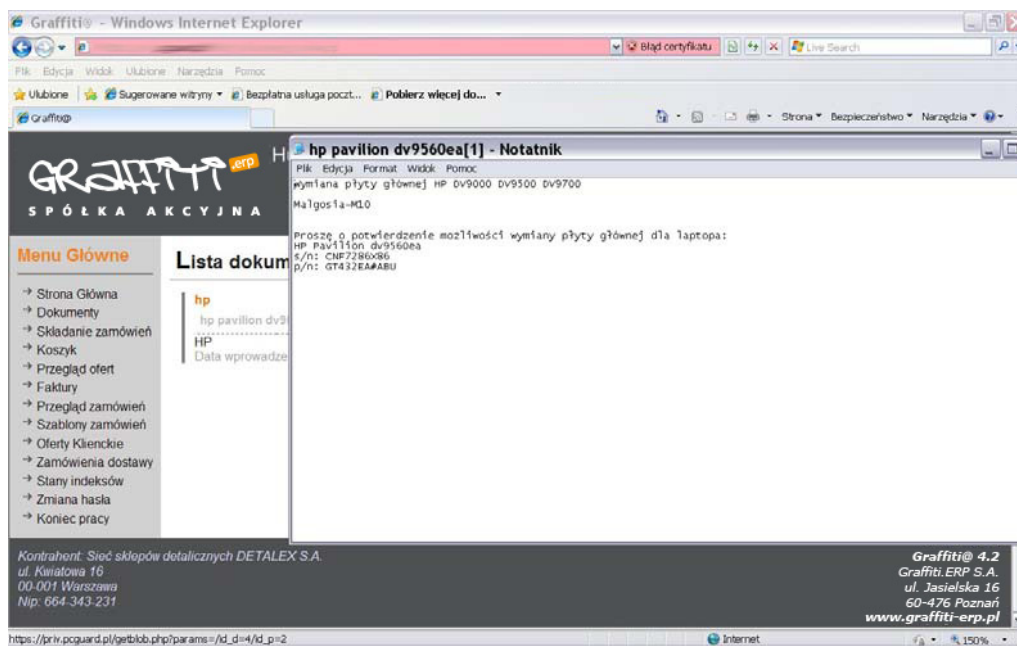 Graffiti® - Windows Internet Explorer
Błąd certyfikatu
Live Search
Plik Edycja Widok Ulubione Narzędzia Pomoc
Ulubione Sugerowane witryny Bezpłatna usługa poczt... Pobierz więcej do...
Graffiti@
Strona Bezpieczeństwo Narzędzia
GRAFFITI .erp
SPÓŁKA AKCYJNA
H
hp pavilion dv9560ea[1] - Notatnik
Plik Edycja Format Widok Pomoc
Wymiana płyty głównej HP DV9000 DV9500 DV9700
Malgosia-M10
Proszę o potwierdzenie mozliwości wymiany płyty głównej dla laptopa:
HP Pavilion dv9560ea
s/n: CNF7286X86
p/n: GT432EA#ABU
Menu Główne
Strona Główna
Dokumenty
Składanie zamówień
Koszyk
Przegląd ofert
Faktury
Przegląd zamówień
Szablony zamówień
Oferty Klienckie
Zamówienia dostawy
Stany indeksów
Zmiana hasła
Koniec pracy
Lista dokum
hp
hp pavilion dv9
HP
Data wprowadze
Kontrahent: Sieć sklepów detalicznych DETALEX S.A.
ul. Kwiatowa 16
00-001 Warszawa
Nip: 664-343-231
Graffiti@ 4.2
Graffiti.ERP S.A.
ul. Jasielska 16
60-476 Poznań
www.graffiti-erp.pl
https://priv.pcguard.pl/getblob.php?params=/id_d=4/id_p=2
Internet
150%